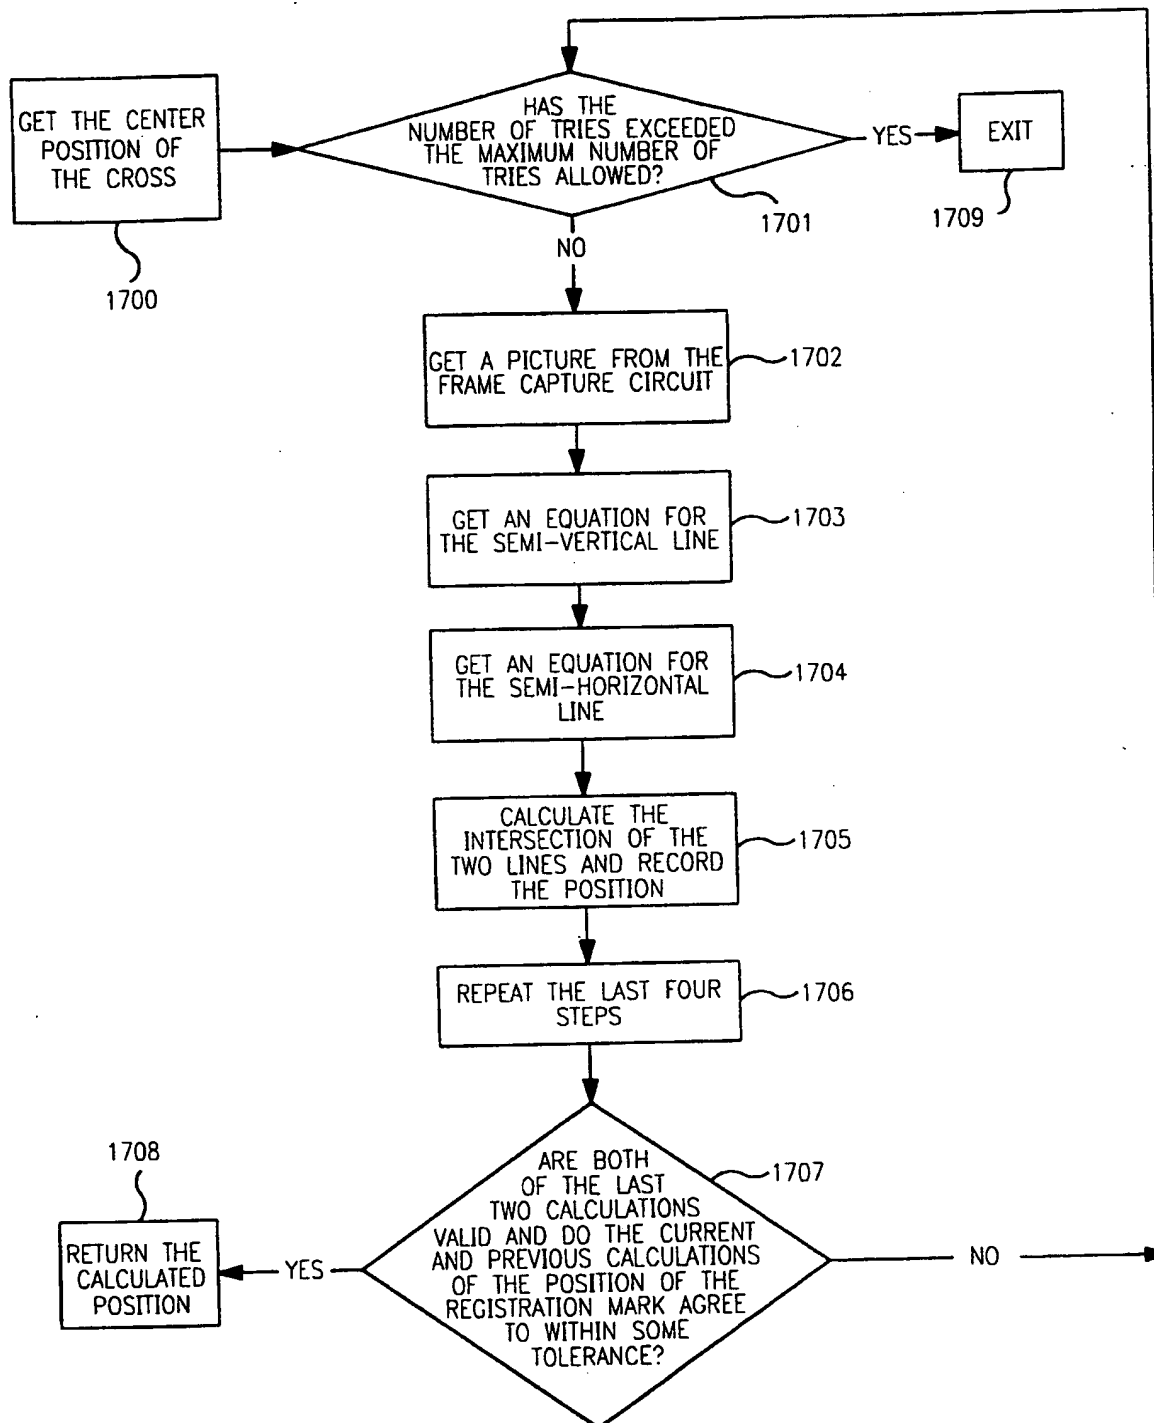 GET THE CENTER
POSITION OF
THE CROSS
1700
HAS THE
NUMBER OF TRIES EXCEEDED
THE MAXIMUM NUMBER OF
TRIES ALLOWED?
1701
YES
EXIT
1709
NO
GET A PICTURE FROM THE
FRAME CAPTURE CIRCUIT
1702
GET AN EQUATION FOR
THE SEMI-VERTICAL LINE
1703
GET AN EQUATION FOR
THE SEMI-HORIZONTAL
LINE
1704
CALCULATE THE
INTERSECTION OF THE
TWO LINES AND RECORD
THE POSITION
1705
REPEAT THE LAST FOUR
STEPS
1706
ARE BOTH
OF THE LAST
TWO CALCULATIONS
VALID AND DO THE CURRENT
AND PREVIOUS CALCULATIONS
OF THE POSITION OF THE
REGISTRATION MARK AGREE
TO WITHIN SOME
TOLERANCE?
1707
NO
YES
1708
RETURN THE
CALCULATED
POSITION